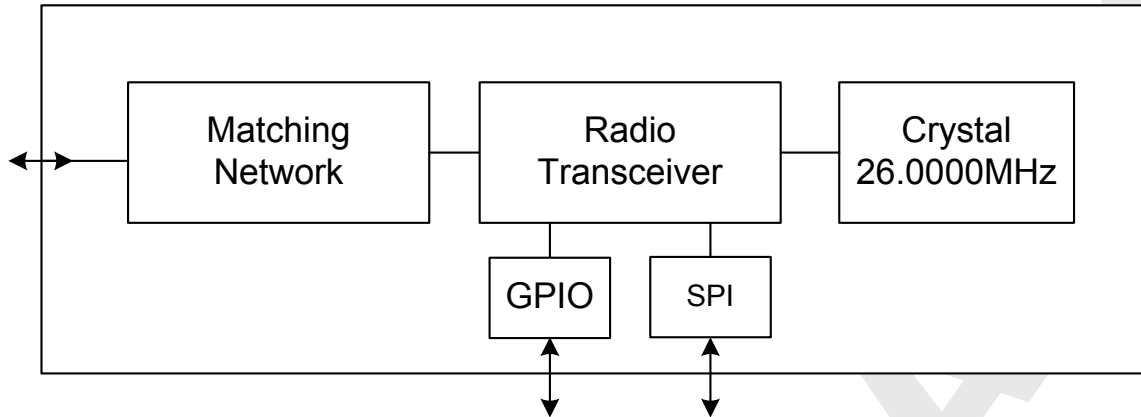 Matching
Network
Radio
Transceiver
Crystal
26.0000MHz
GPIO
SPI